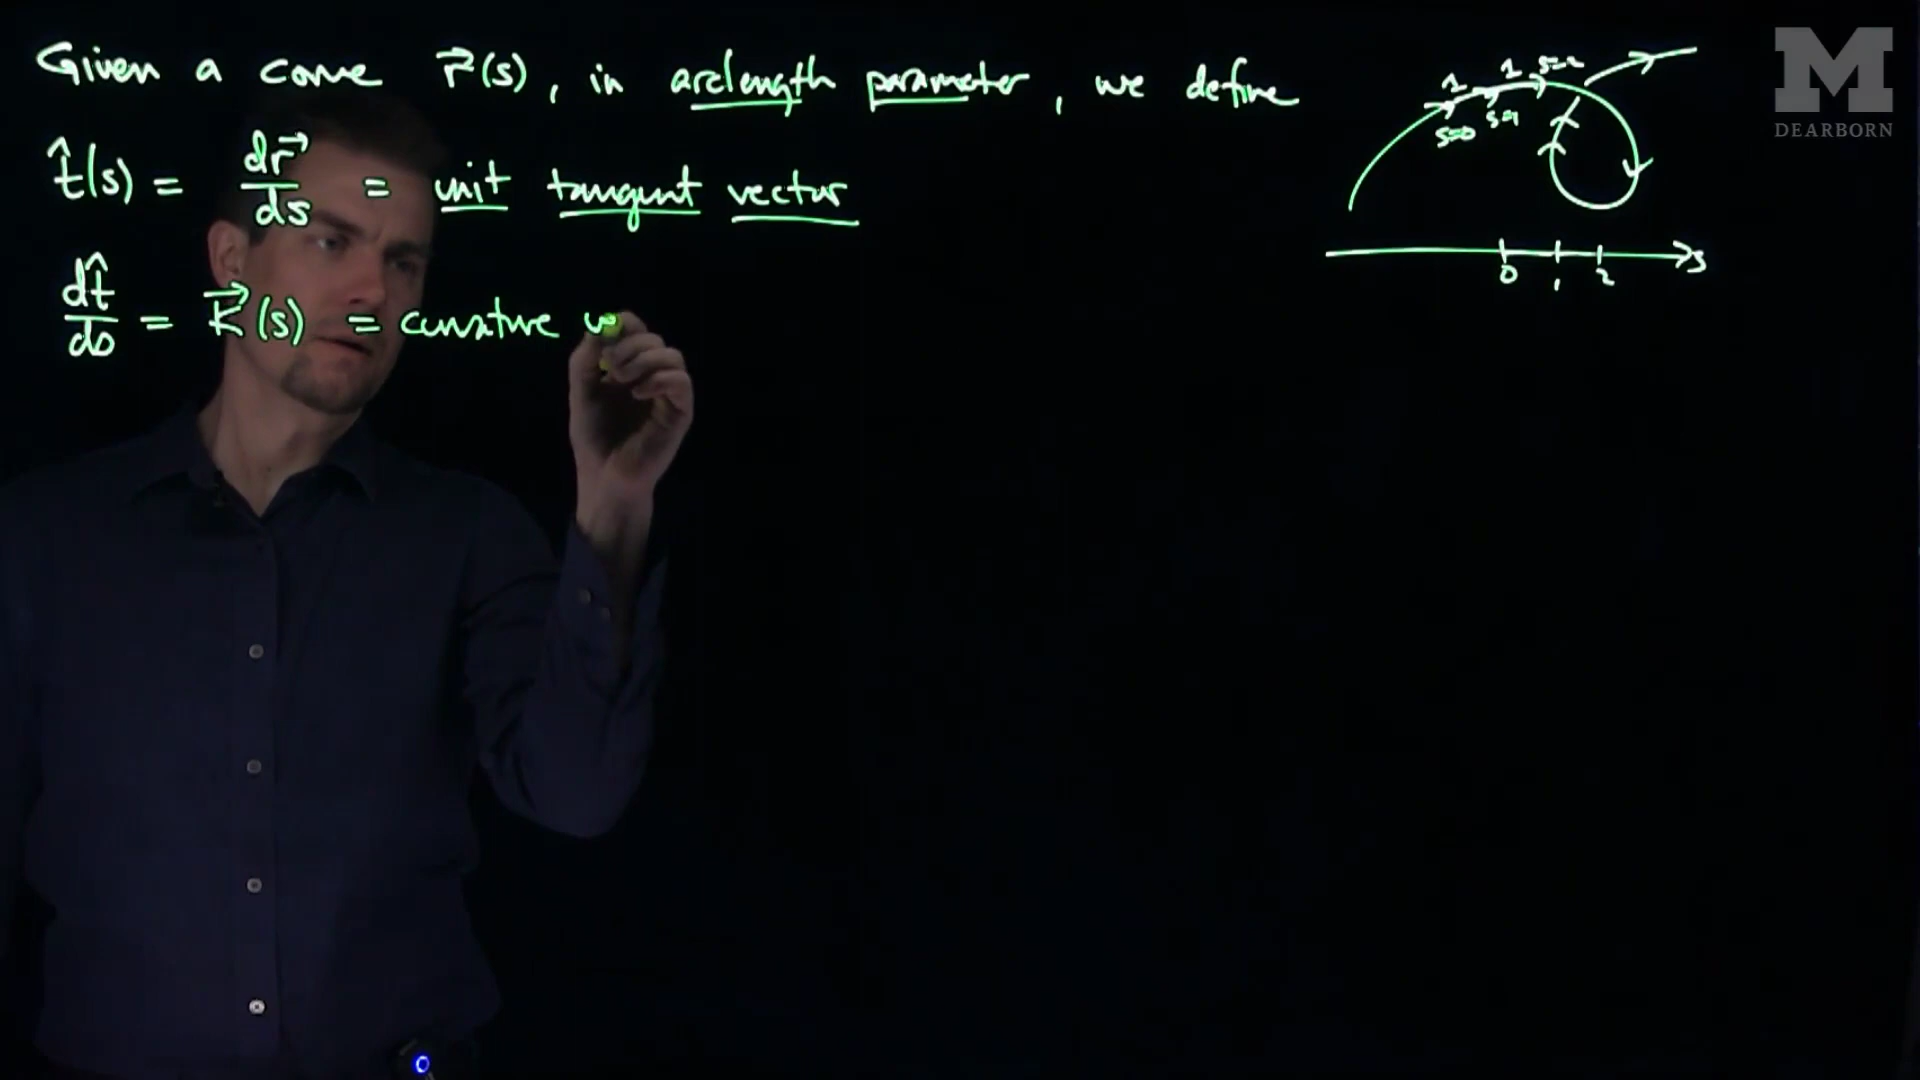 Given a curve r⃗(s), in arclength parameter, we define
t̂(s) = dr⃗/ds = unit tangent vector
dt̂/ds = K⃗(s) = curvature v
1 1 s=2
s=0 s=1
0 1 2 s
M
DEARBORN